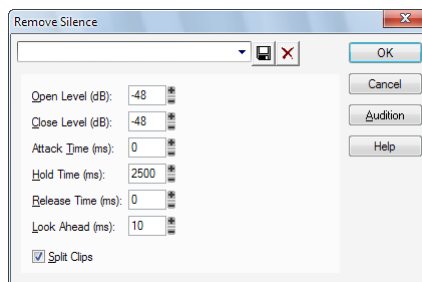 Remove Silence
OK
Cancel
Audition
Help
Open Level (dB): -48
Close Level (dB): -48
Attack Time (ms): 0
Hold Time (ms): 2500
Release Time (ms): 0
Look Ahead (ms): 10
Split Clips